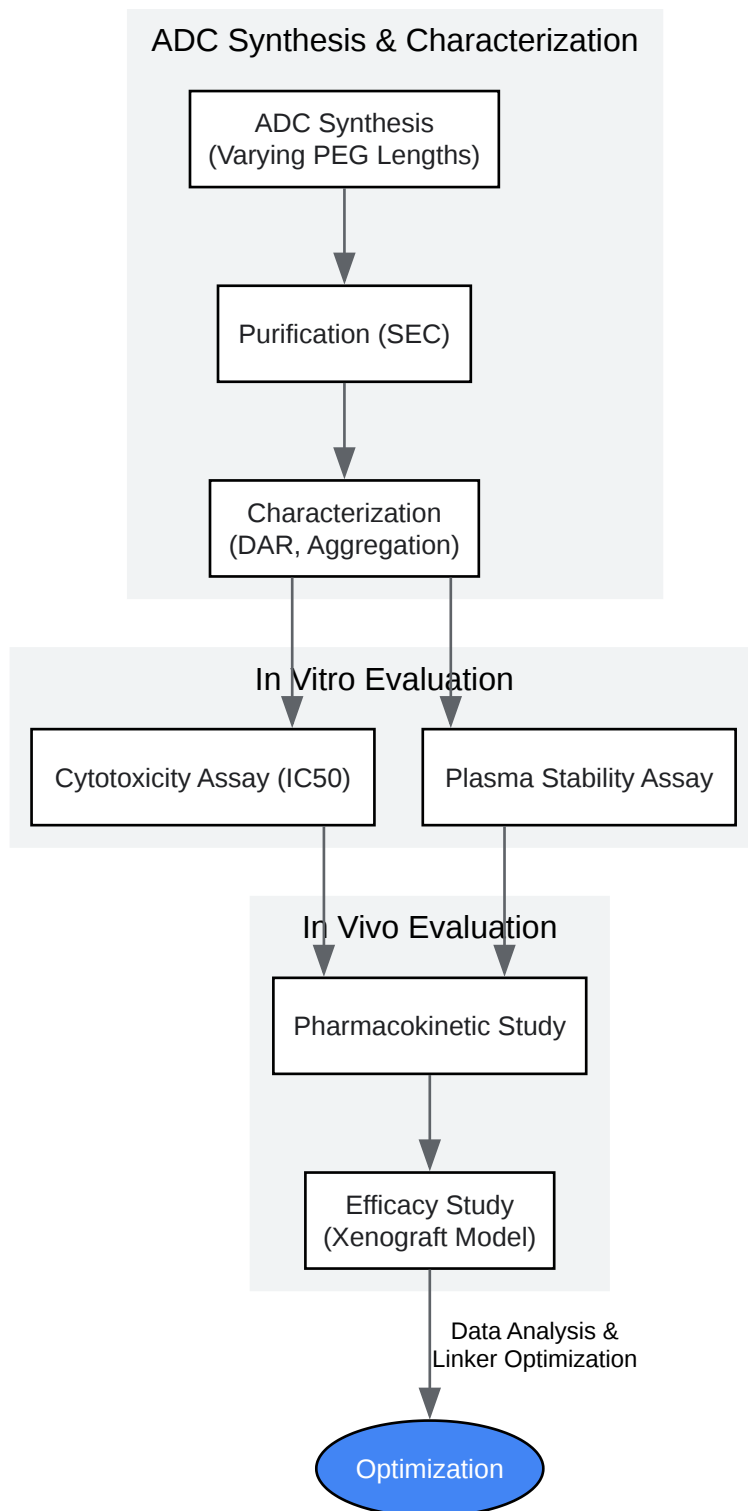 ADC Synthesis & Characterization
ADC Synthesis
(Varying PEG Lengths)
Purification (SEC)
Characterization
(DAR, Aggregation)
In Vitro Evaluation
Cytotoxicity Assay (IC50)
Plasma Stability Assay
In Vivo Evaluation
Pharmacokinetic Study
Efficacy Study
(Xenograft Model)
Data Analysis &
Linker Optimization
Optimization